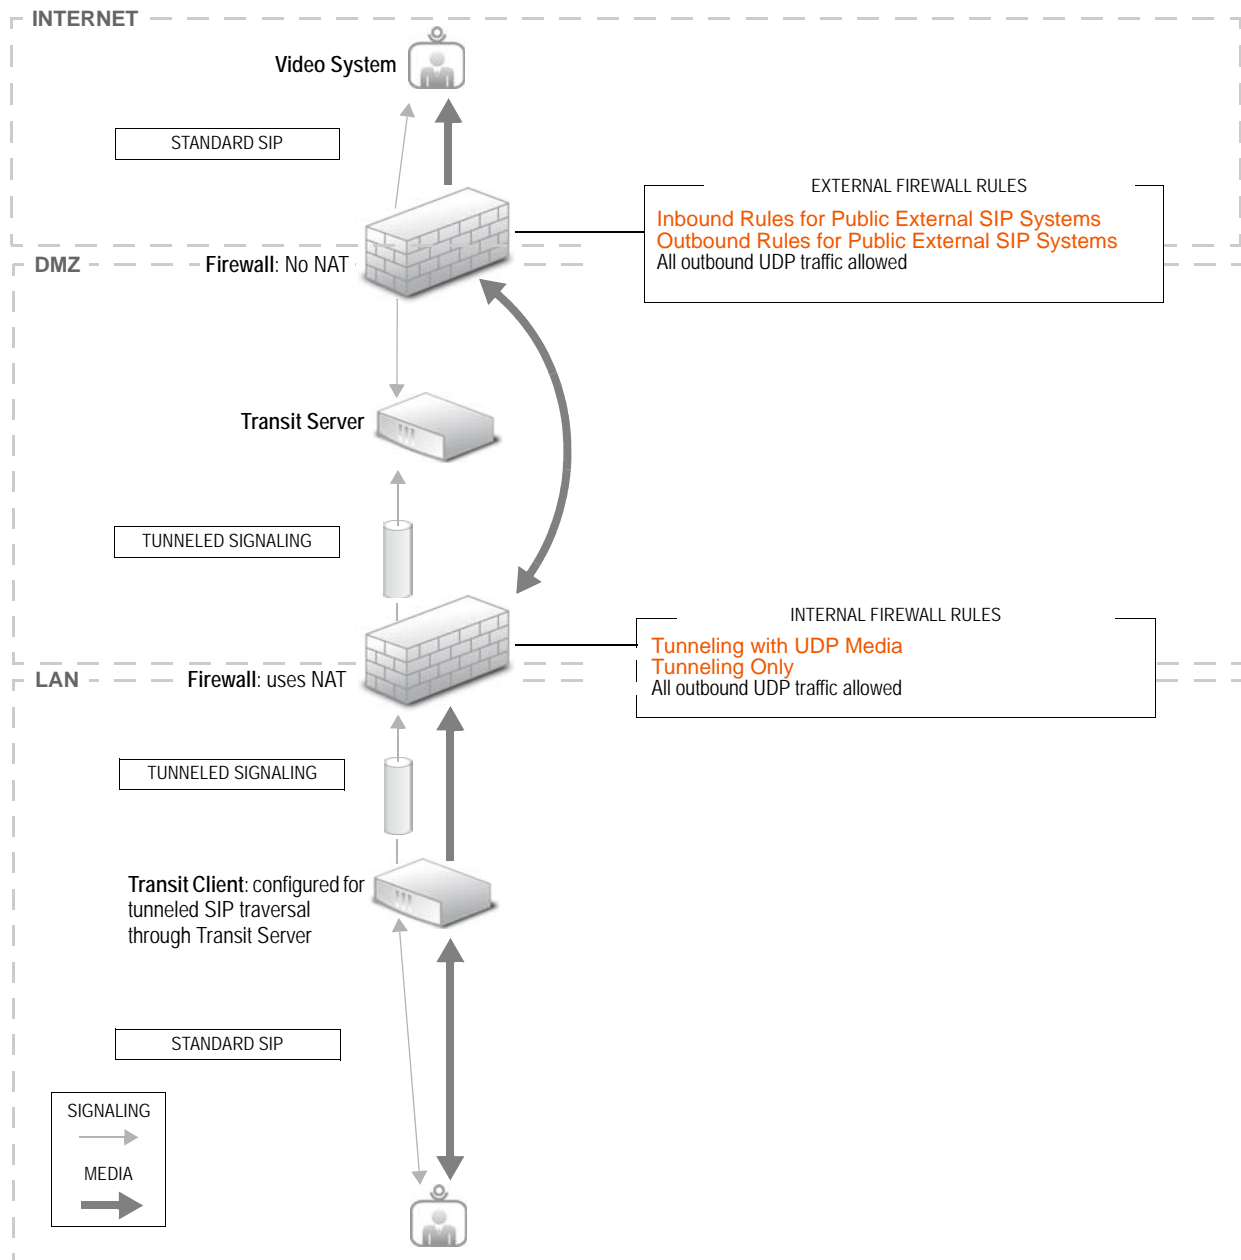 INTERNET
Video System
STANDARD SIP
EXTERNAL FIREWALL RULES
Inbound Rules for Public External SIP Systems
Outbound Rules for Public External SIP Systems
All outbound UDP traffic allowed
DMZ
Firewall: No NAT
Transit Server
TUNNELED SIGNALING
INTERNAL FIREWALL RULES
Tunneling with UDP Media
Tunneling Only
All outbound UDP traffic allowed
LAN
Firewall: uses NAT
TUNNELED SIGNALING
Transit Client: configured for
tunneled SIP traversal
through Transit Server
STANDARD SIP
SIGNALING
MEDIA